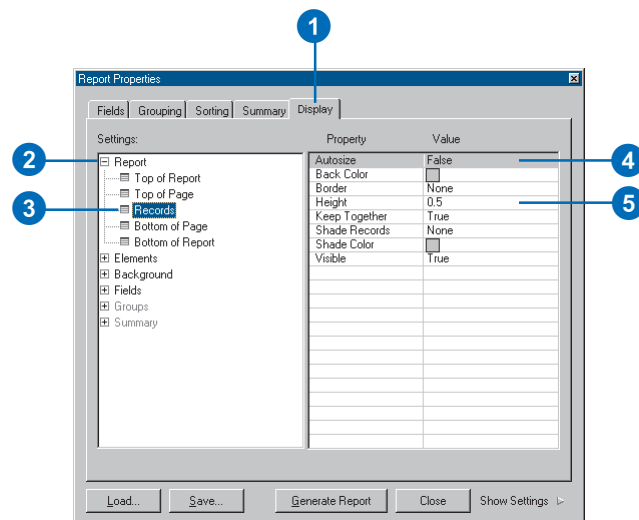 1
Report Properties
Fields Grouping Sorting Summary Display
Settings:
Property Value
2
Report
Top of Report
Top of Page
3
Records
Bottom of Page
Bottom of Report
Elements
Background
Fields
Groups
Summary
Autosize False
4
Back Color
Border None
Height 0.5
5
Keep Together True
Shade Records None
Shade Color
Visible True
Load... Save... Generate Report Close Show Settings